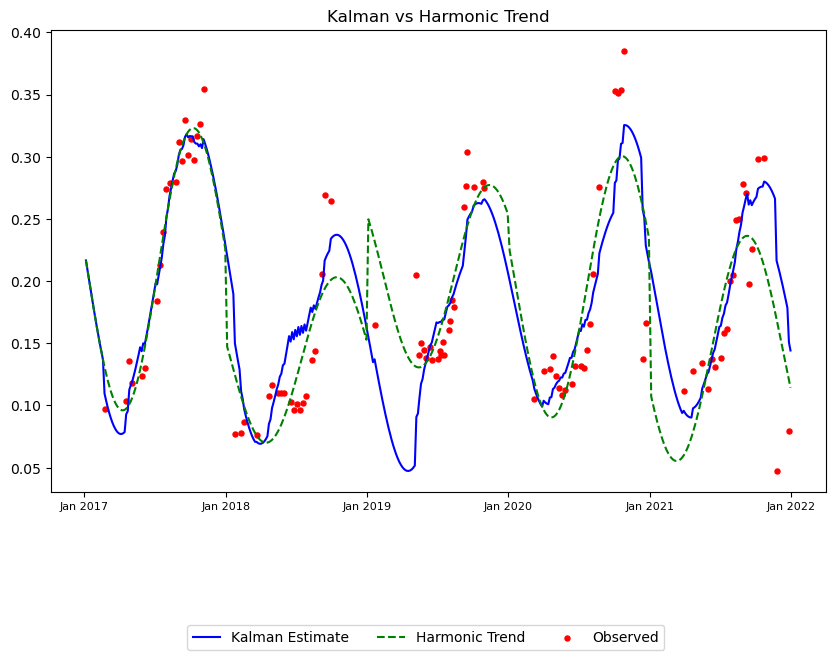 Kalman vs Harmonic Trend
0.40
0.35
0.30
0.25
0.20
0.15
0.10
0.05
Jan 2017 Jan 2018 Jan 2019 Jan 2020 Jan 2021 Jan 2022
Kalman Estimate Harmonic Trend Observed